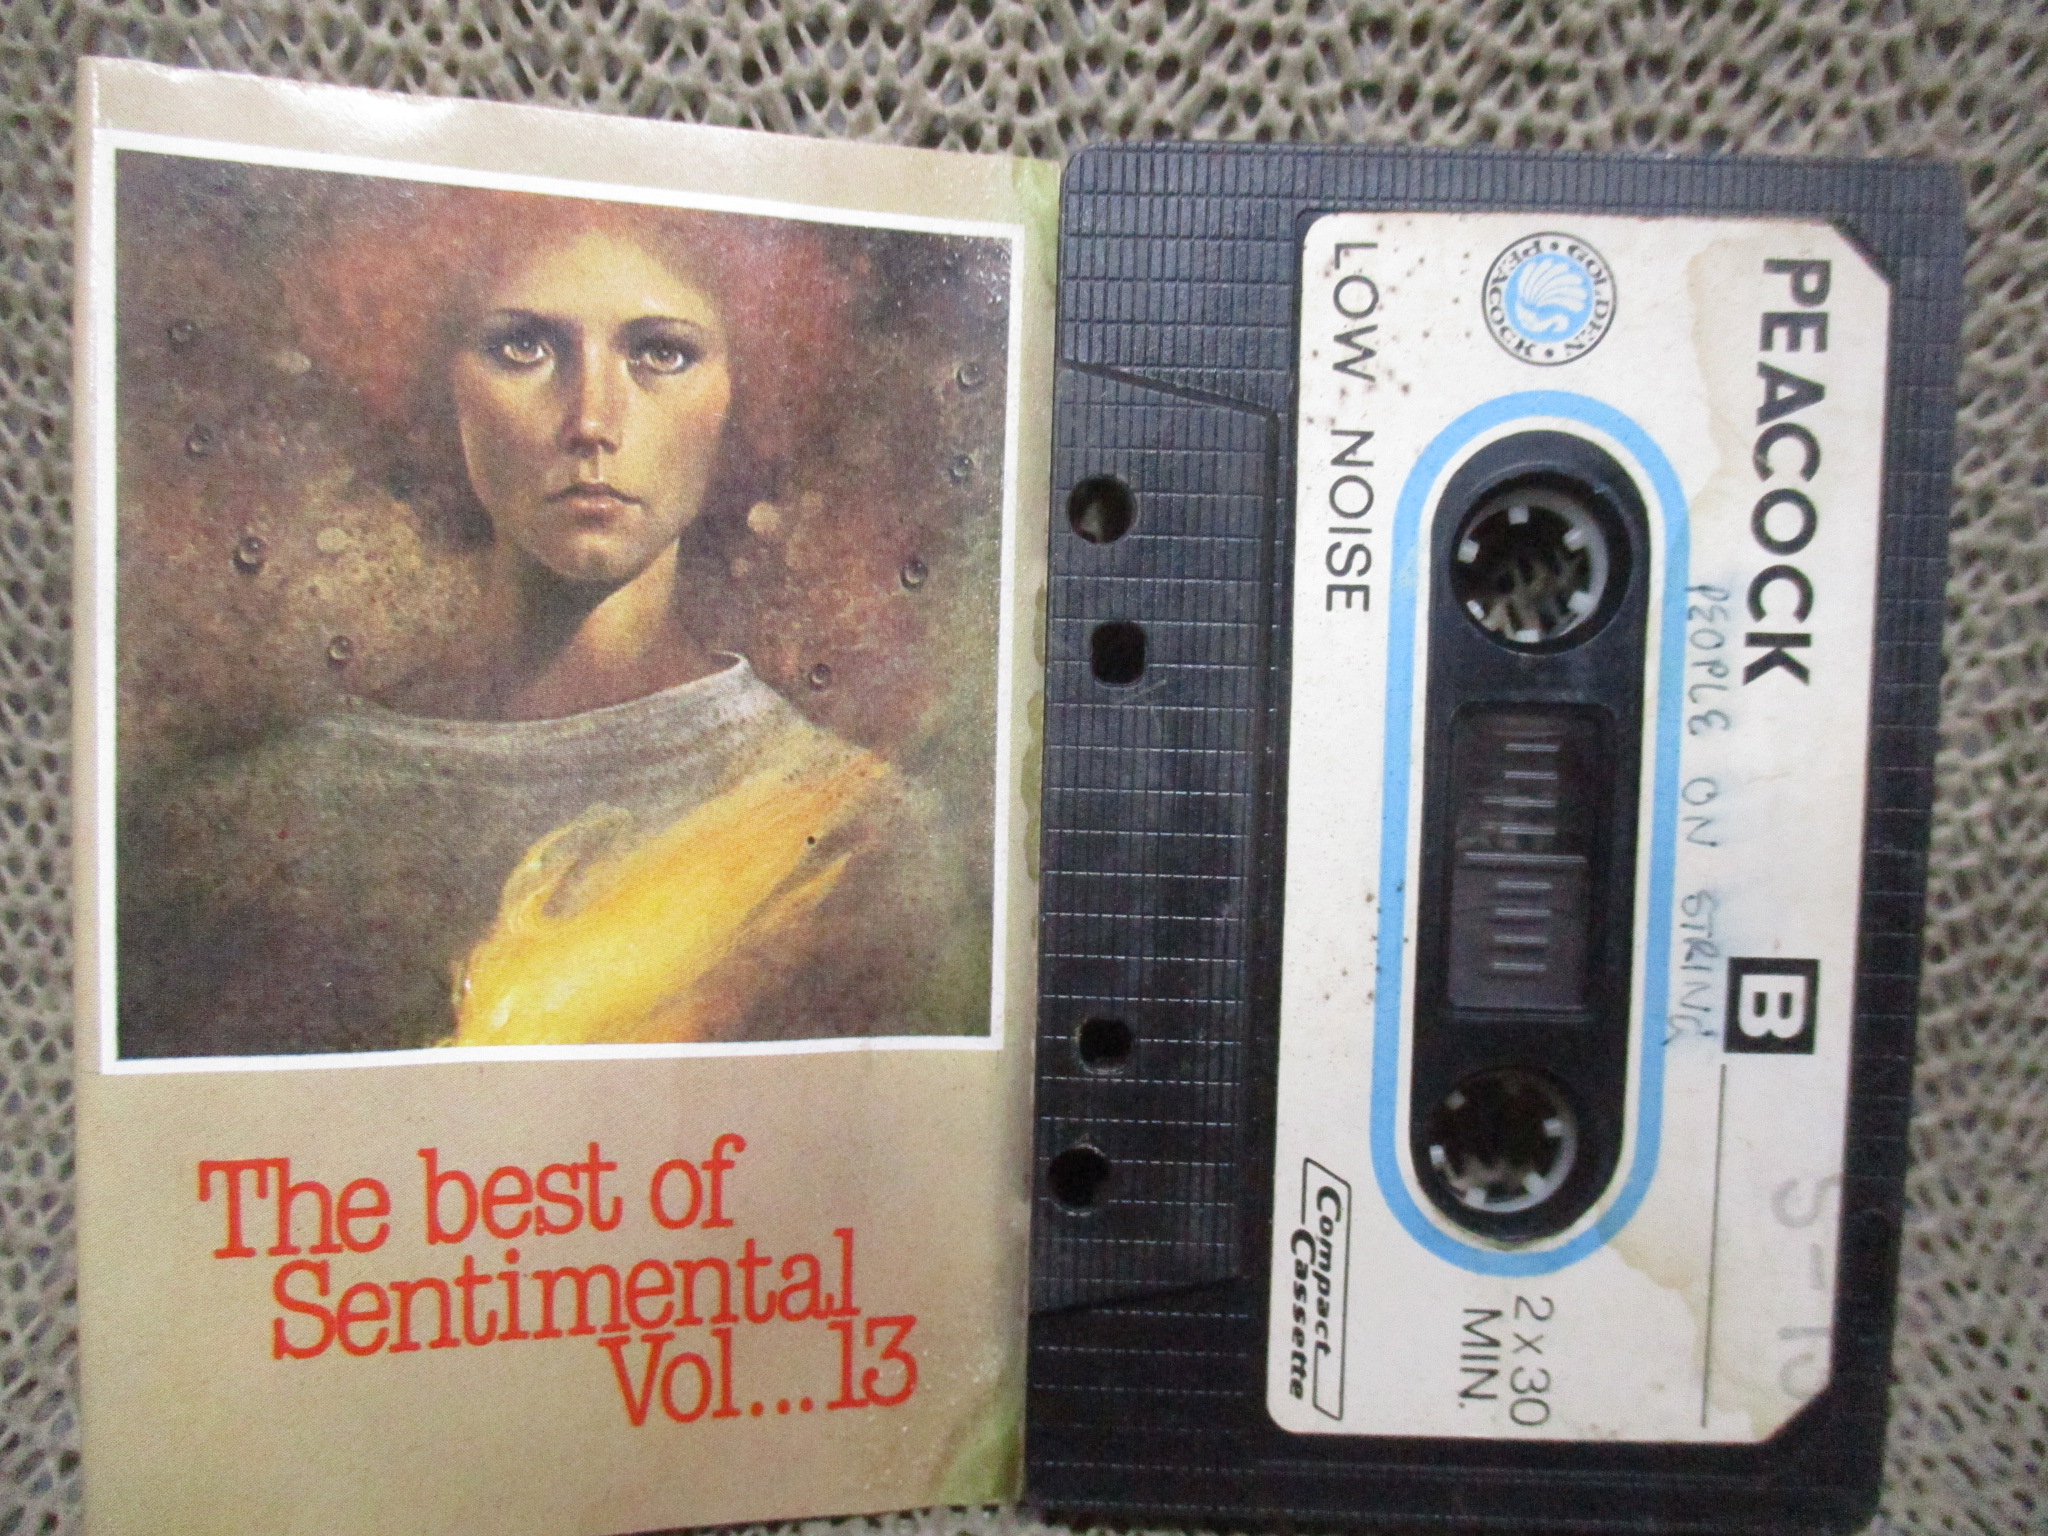 The best of
Sentimental
Vol...13
PEACOCK
B
PEOPLE ON STRING
GOLDEN • PEACOCK •
LOW NOISE
2 x 30
MIN.
Compact
Cassette